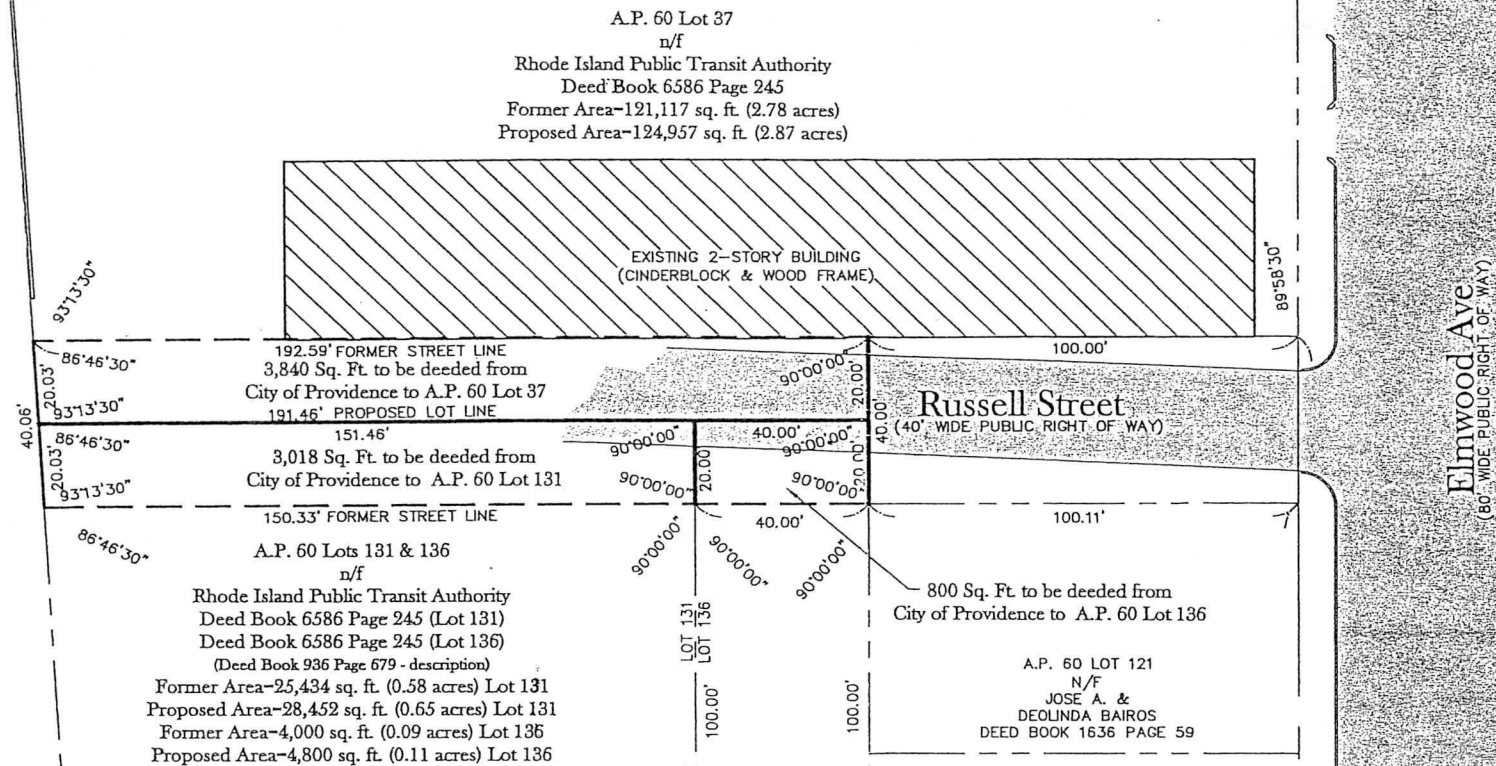 A.P. 60 Lot 37
n/f
Rhode Island Public Transit Authority
Deed Book 6586 Page 245
Former Area-121,117 sq. ft. (2.78 acres)
Proposed Area-124,957 sq. ft. (2.87 acres)
EXISTING 2-STORY BUILDING
(CINDERBLOCK & WOOD FRAME)
89°58'30"
93°13'30"
86°46'30"
192.59' FORMER STREET LINE
100.00'
3,840 Sq. Ft. to be deeded from
City of Providence to A.P. 60 Lot 37
90°00'00"
20.03'
20.00'
93°13'30"
191.46' PROPOSED LOT LINE
40.06'
40.00'
Russell Street
(40' WIDE PUBLIC RIGHT OF WAY)
Elmwood Ave.
(80' WIDE PUBLIC RIGHT OF WAY)
86°46'30"
151.46'
40.00'
90°00'00"
90°00'00"
3,018 Sq. Ft. to be deeded from
City of Providence to A.P. 60 Lot 131
20.03'
20.00'
20.00'
93°13'30"
90°00'00"
90°00'00"
150.33' FORMER STREET LINE
40.00'
100.11'
86°46'30"
90°00'00"
90°00'00"
90°00'00"
A.P. 60 Lots 131 & 136
n/f
Rhode Island Public Transit Authority
Deed Book 6586 Page 245 (Lot 131)
Deed Book 6586 Page 245 (Lot 136)
(Deed Book 936 Page 679 - description)
Former Area-25,434 sq. ft. (0.58 acres) Lot 131
Proposed Area-28,452 sq. ft. (0.65 acres) Lot 131
Former Area-4,000 sq. ft. (0.09 acres) Lot 136
Proposed Area-4,800 sq. ft. (0.11 acres) Lot 136
LOT 131
LOT 136
100.00'
100.00'
800 Sq. Ft. to be deeded from
City of Providence to A.P. 60 Lot 136
A.P. 60 LOT 121
N/F
JOSE A. &
DEOLINDA BAIROS
DEED BOOK 1636 PAGE 59